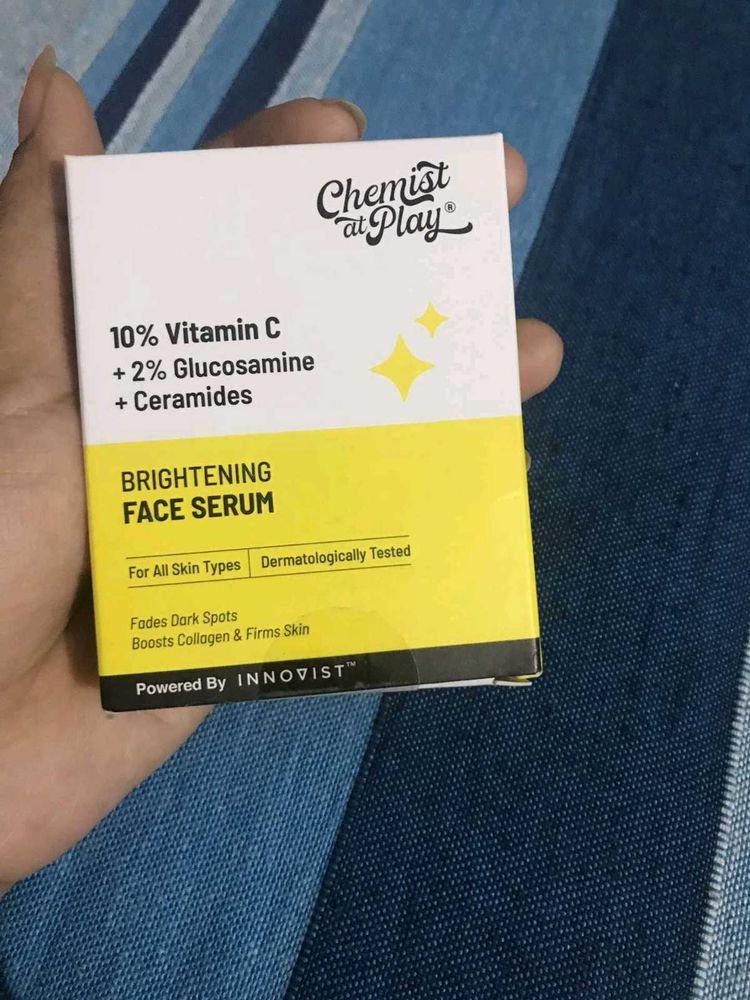 Chemist
at Play®
10% Vitamin C
+ 2% Glucosamine
+ Ceramides
BRIGHTENING
FACE SERUM
For All Skin Types Dermatologically Tested
Fades Dark Spots
Boosts Collagen & Firms Skin
Powered By INNOVIST™